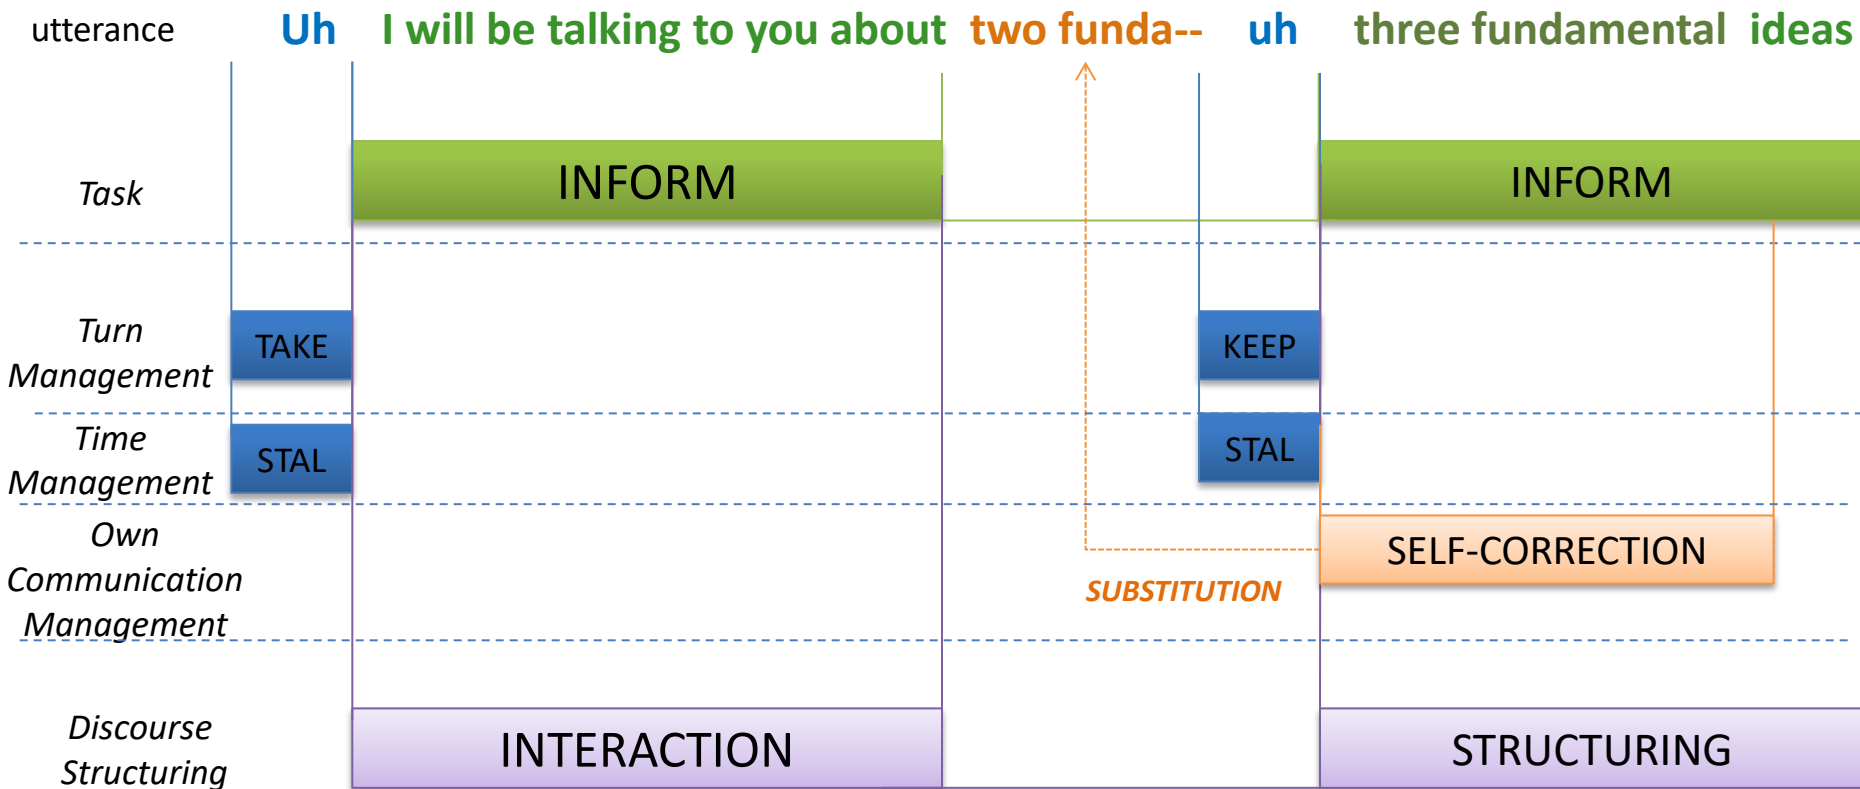 utterance Uh I will be talking to you about two funda-- uh three fundamental ideas
Task INFORM INFORM
Turn
Management TAKE KEEP
Time
Management STAL STAL
Own
Communication
Management SELF-CORRECTION
SUBSTITUTION
Discourse
Structuring INTERACTION STRUCTURING